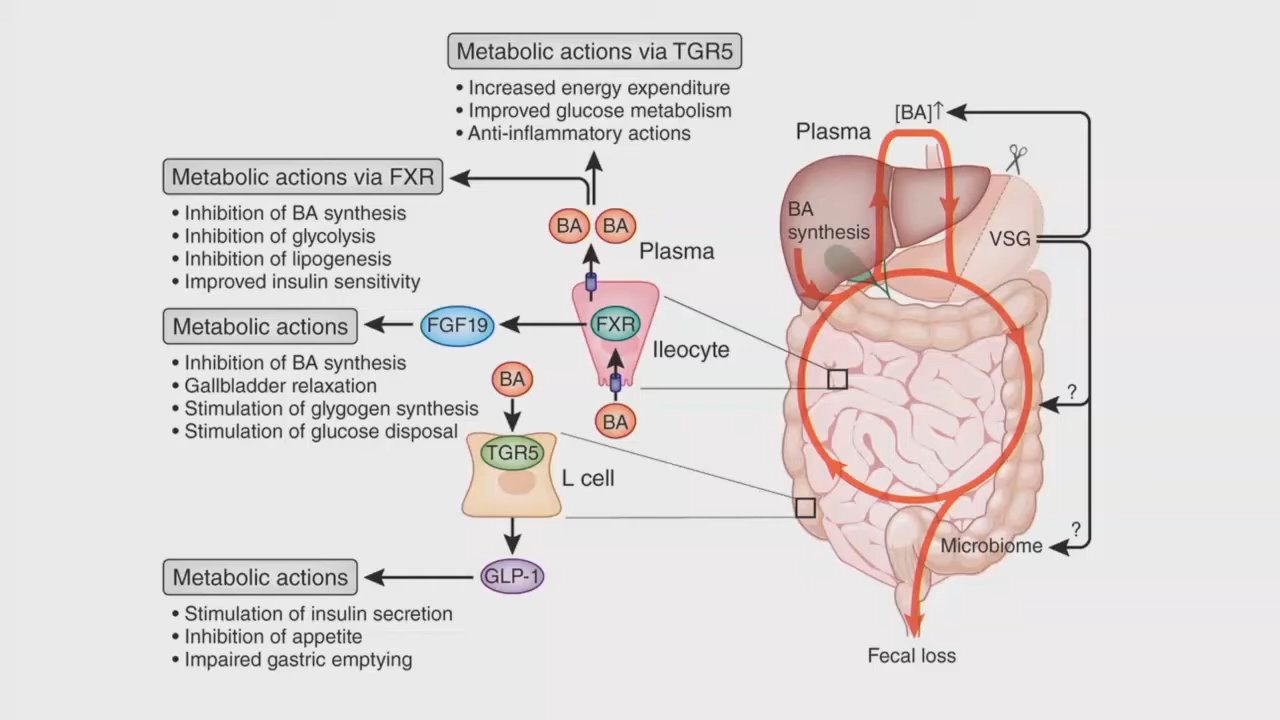 Metabolic actions via TGR5
• Increased energy expenditure
• Improved glucose metabolism
• Anti-inflammatory actions
Metabolic actions via FXR
• Inhibition of BA synthesis
• Inhibition of glycolysis
• Inhibition of lipogenesis
• Improved insulin sensitivity
BA
BA
Plasma
Metabolic actions
FGF19
FXR
Ileocyte
• Inhibition of BA synthesis
• Gallbladder relaxation
• Stimulation of glygogen synthesis
• Stimulation of glucose disposal
BA
BA
TGR5
L cell
Metabolic actions
GLP-1
• Stimulation of insulin secretion
• Inhibition of appetite
• Impaired gastric emptying
[BA]↑
Plasma
BA
synthesis
VSG
?
?
Microbiome
Fecal loss